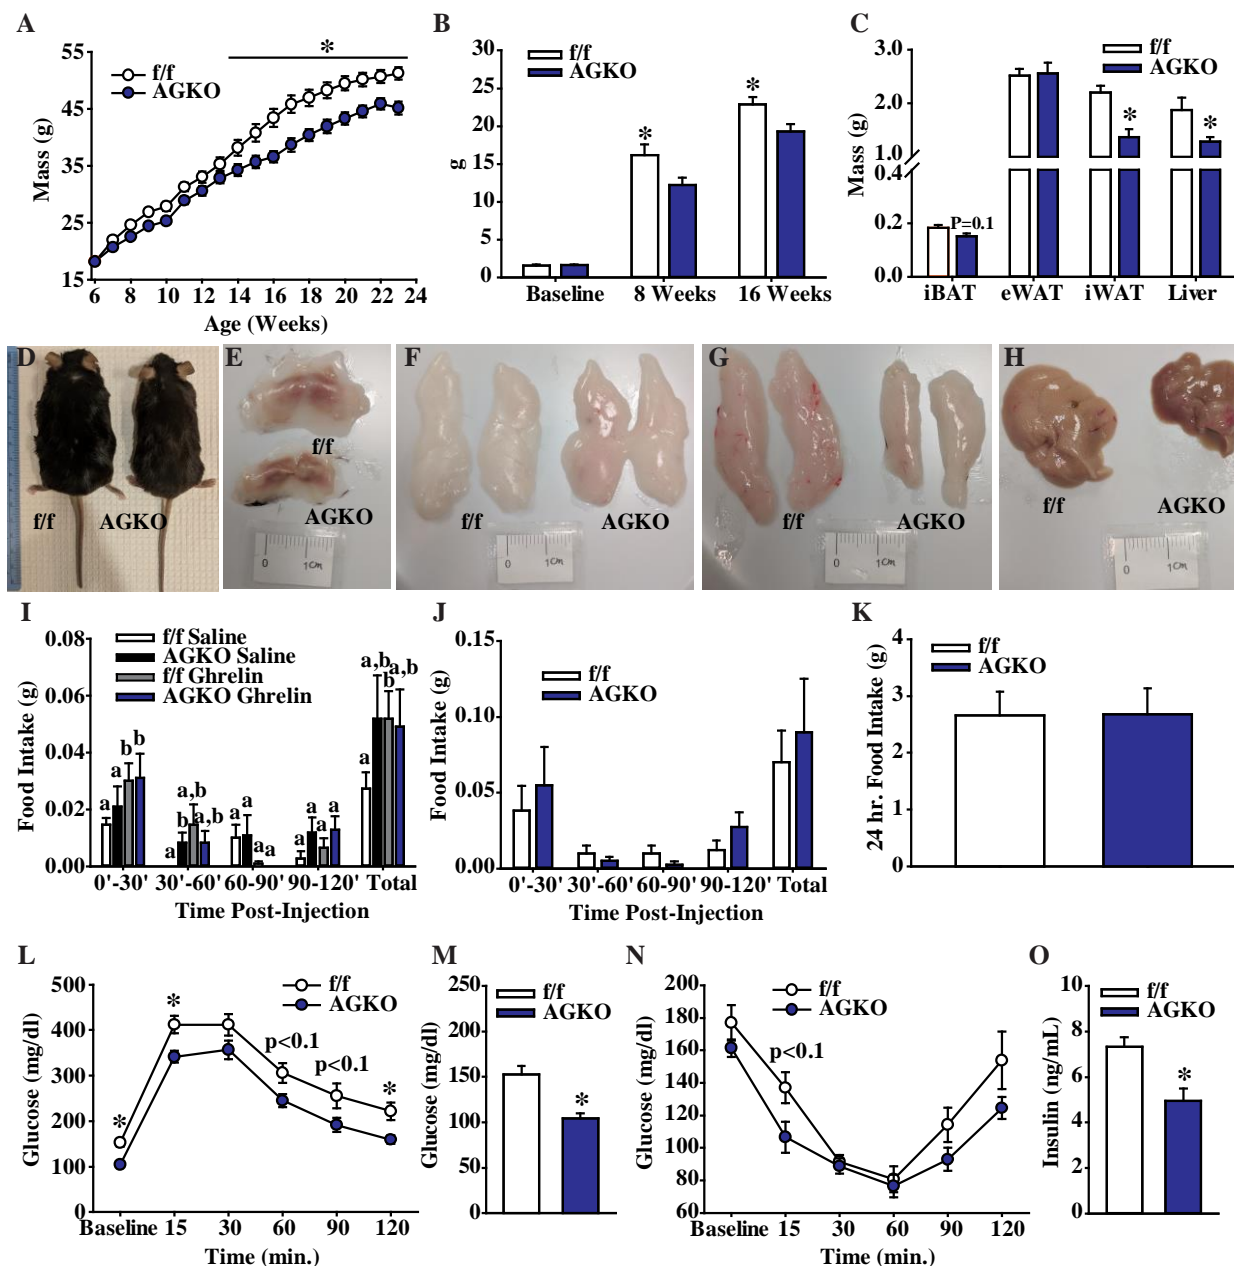 A
B
C
55
45
35
25
15
Mass (g)
f/f
AGKO
*
6 8 10 12 14 16 18 20 22 24
Age (Weeks)
30
25
20
15
10
5
0
g
f/f
AGKO
*
*
Baseline 8 Weeks 16 Weeks
3.0
2.0
1.0
0.4
0.2
0.0
Mass (g)
f/f
AGKO
*
*
P=0.1
iBAT eWAT iWAT Liver
D
E
F
G
H
f/f AGKO
f/f
AGKO
0 1cm
f/f AGKO
0 1cm
f/f AGKO
0 1cm
f/f AGKO
0 1cm
I
J
K
0.08
0.06
0.04
0.02
0.00
Food Intake (g)
f/f Saline
AGKO Saline
f/f Ghrelin
AGKO Ghrelin
a a b b
a b a,b a,b
a a a a
a a a a
a a,b b a,b
0'-30' 30'-60' 60-90' 90-120' Total
Time Post-Injection
0.15
0.10
0.05
0.00
Food Intake (g)
f/f
AGKO
0'-30' 30'-60' 60-90' 90-120' Total
Time Post-Injection
4
3
2
1
0
24 hr. Food Intake (g)
f/f
AGKO
L
M
N
O
500
400
300
200
100
0
Glucose (mg/dl)
f/f
AGKO
*
*
p<0.1
p<0.1
*
Baseline 15 30 60 90 120
Time (min.)
250
200
150
100
50
0
Glucose (mg/dl)
f/f
AGKO
*
200
180
160
140
120
100
80
60
Glucose (mg/dl)
f/f
AGKO
p<0.1
Baseline 15 30 60 90 120
Time (min.)
10
8
6
4
2
0
Insulin (ng/mL)
f/f
AGKO
*